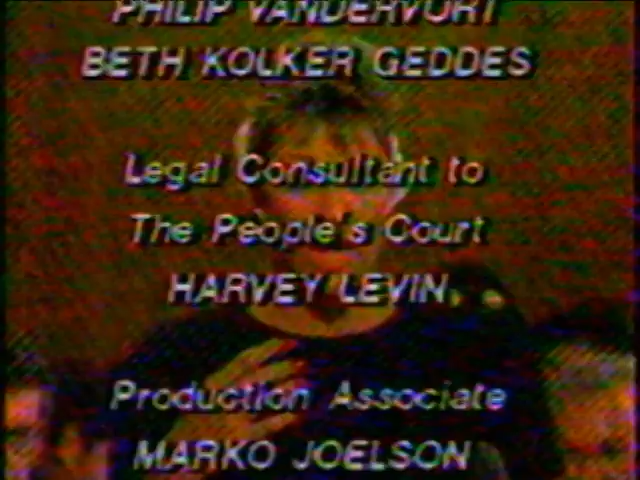 PHILIP VANDERVORT
BETH KOLKER GEDDES
Legal Consultant to
The People's Court
HARVEY LEVIN
Production Associate
MARKO JOELSON